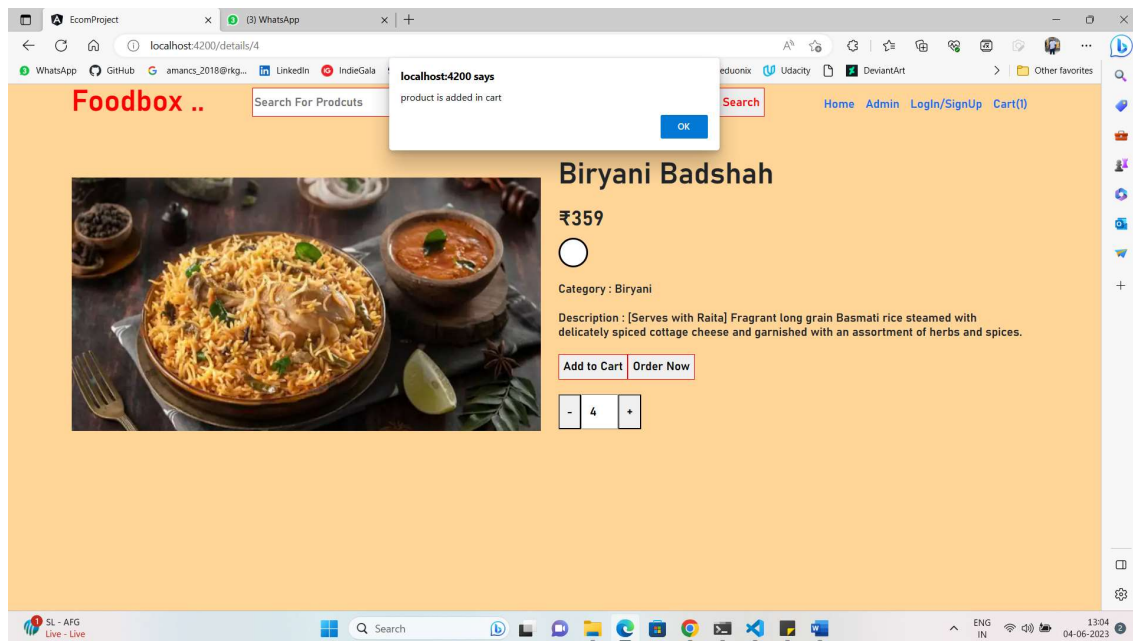 EcomProject
(3) WhatsApp
localhost:4200/details/4
WhatsApp GitHub amancs_2018@rkg... LinkedIn IndieGala eduonix Udacity DeviantArt Other favorites
localhost:4200 says
product is added in cart
OK
Foodbox ..
Search For Prodcuts
Search
Home Admin LogIn/SignUp Cart(1)
Biryani Badshah
₹359
Category : Biryani
Description : [Serves with Raita] Fragrant long grain Basmati rice steamed with
delicately spiced cottage cheese and garnished with an assortment of herbs and spices.
Add to Cart Order Now
- 4 +
SL - AFG
Live - Live
Search
ENG
IN
13:04
04-06-2023
2